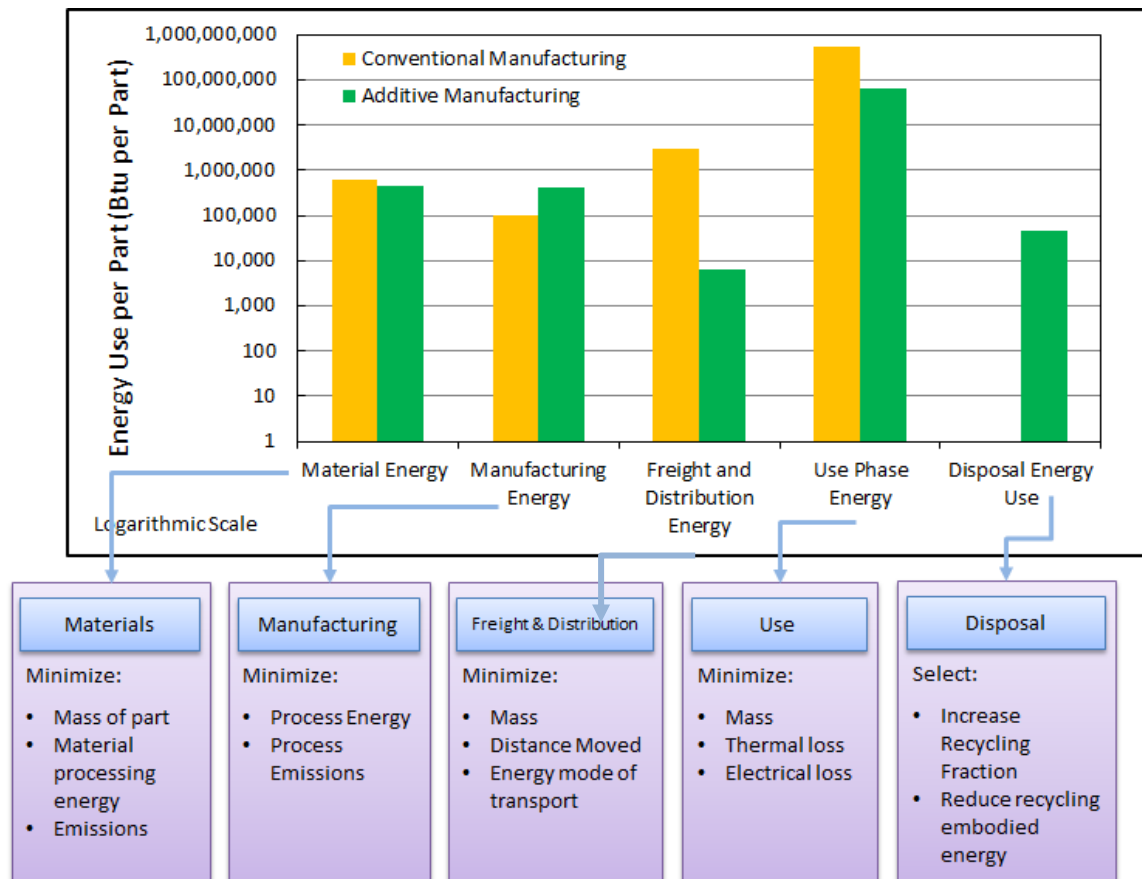 Energy Use per Part (Btu per Part)
1,000,000,000
100,000,000
10,000,000
1,000,000
100,000
10,000
1,000
100
10
1
Conventional Manufacturing
Additive Manufacturing
Material Energy
Manufacturing
Energy
Freight and
Distribution
Energy
Use Phase
Energy
Disposal Energy
Use
Logarithmic Scale
Materials
Minimize:
• Mass of part
• Material
processing
energy
• Emissions
Manufacturing
Minimize:
• Process Energy
• Process
Emissions
Freight & Distribution
Minimize:
• Mass
• Distance Moved
• Energy mode of
transport
Use
Minimize:
• Mass
• Thermal loss
• Electrical loss
Disposal
Select:
• Increase
Recycling
Fraction
• Reduce recycling
embodied
energy